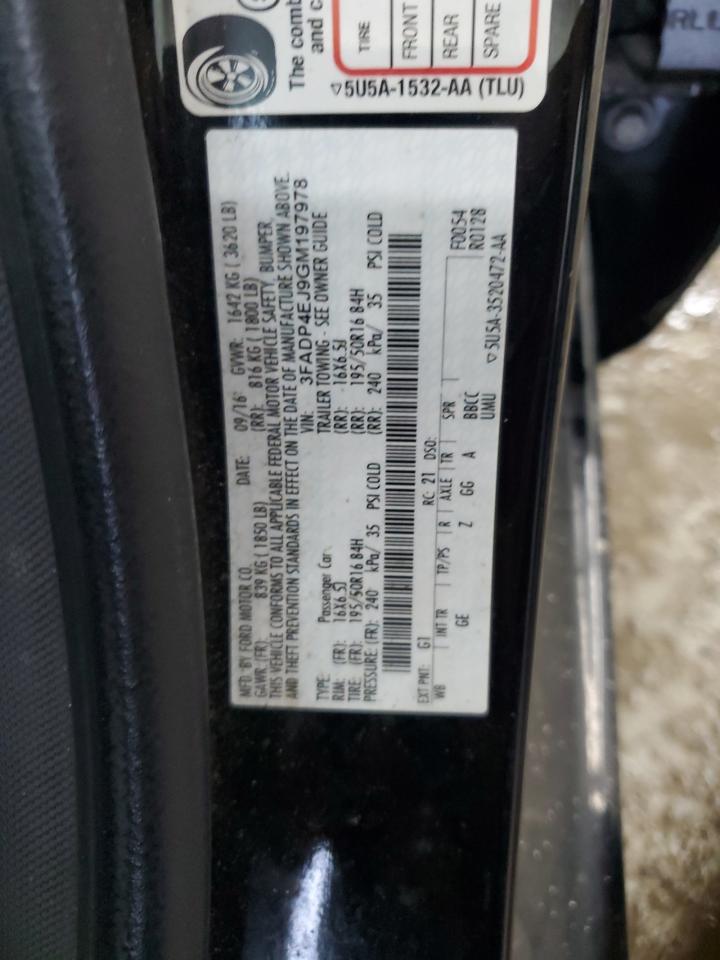 The comb
and c
TIRE
FRONT
REAR
SPARE
5U5A-1532-AA (TLU)
MFD. BY FORD MOTOR CO.
DATE: 09/16 GVWR: 1642 KG ( 3620 LB)
GAWR: (FR): 839 KG ( 1850 LB) (RR): 816 KG ( 1800 LB)
THIS VEHICLE CONFORMS TO ALL APPLICABLE FEDERAL MOTOR VEHICLE SAFETY, BUMPER,
AND THEFT PREVENTION STANDARDS IN EFFECT ON THE DATE OF MANUFACTURE SHOWN ABOVE.
VIN: 3FADP4EJ9GM197978
TYPE: Passenger Car TRAILER TOWING - SEE OWNER GUIDE
RIM: (FR): 16X6.5J (RR): 16X6.5J
TIRE: (FR): 195/50R16 84H (RR): 195/50R16 84H
PRESSURE: (FR): 240 kPa/ 35 PSI COLD (RR): 240 kPa/ 35 PSI COLD
EXT PNT: G1 RC: 21 DSO: F0054
WB INT TR TP/PS R AXLE TR SPR R0128
GE Z GG A BBCC
UMU
5U5A-3520472-AA